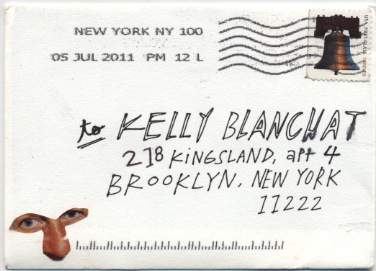 NEW YORK NY 100
05 JUL 2011 PM 12 L
to KELLY BLANCHAT
218 KINGSLAND, apt 4
BROOKLYN, NEW YORK
11222